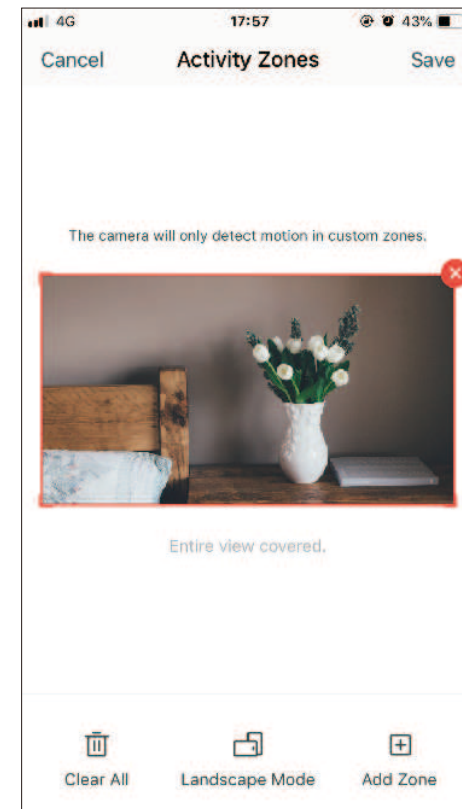 4G 17:57 43%
Cancel Activity Zones Save
The camera will only detect motion in custom zones.
Entire view covered.
Clear All Landscape Mode Add Zone